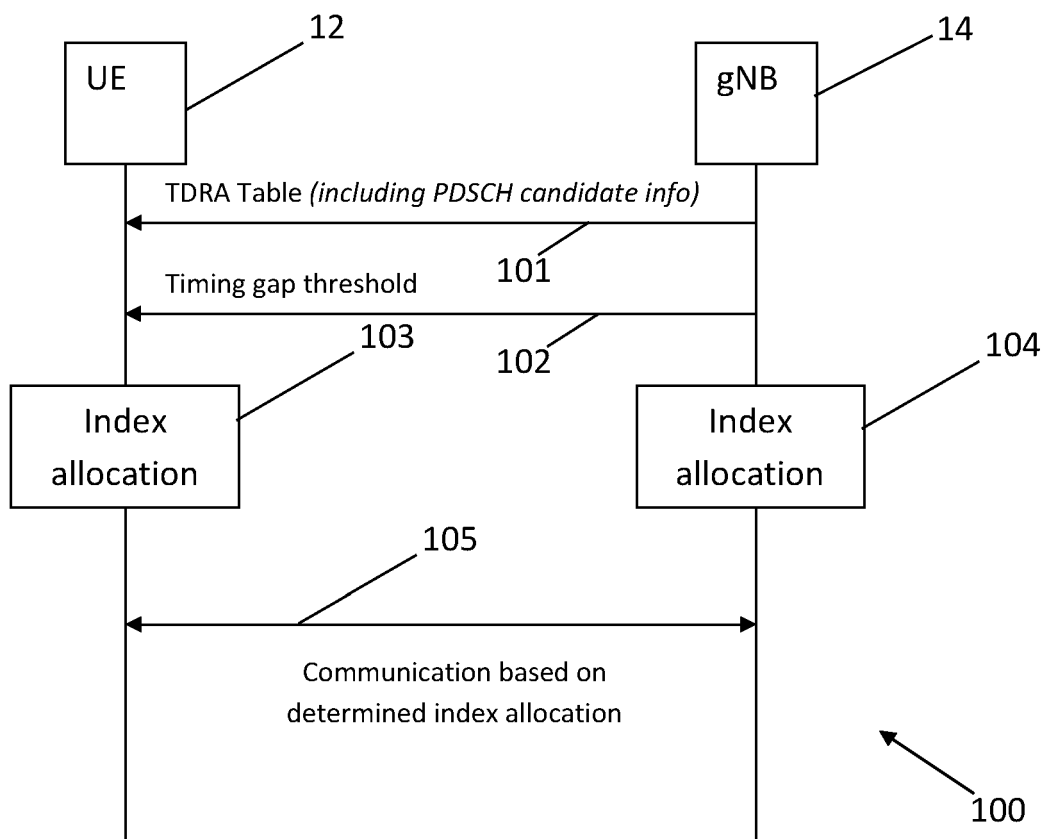 12
14
UE
gNB
TDRA Table (including PDSCH candidate info)
101
Timing gap threshold
102
103
104
Index
allocation
Index
allocation
105
Communication based on
determined index allocation
100